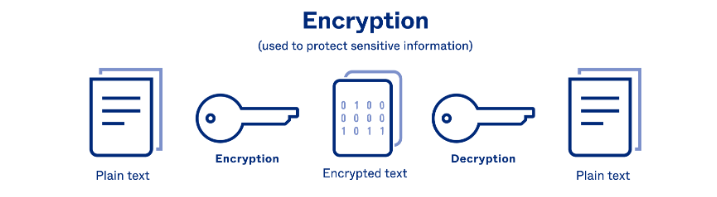 Encryption
(used to protect sensitive information)
0 1 0 0
0 0 0 0
1 0 1 1
Encryption
Decryption
Plain text
Encrypted text
Plain text